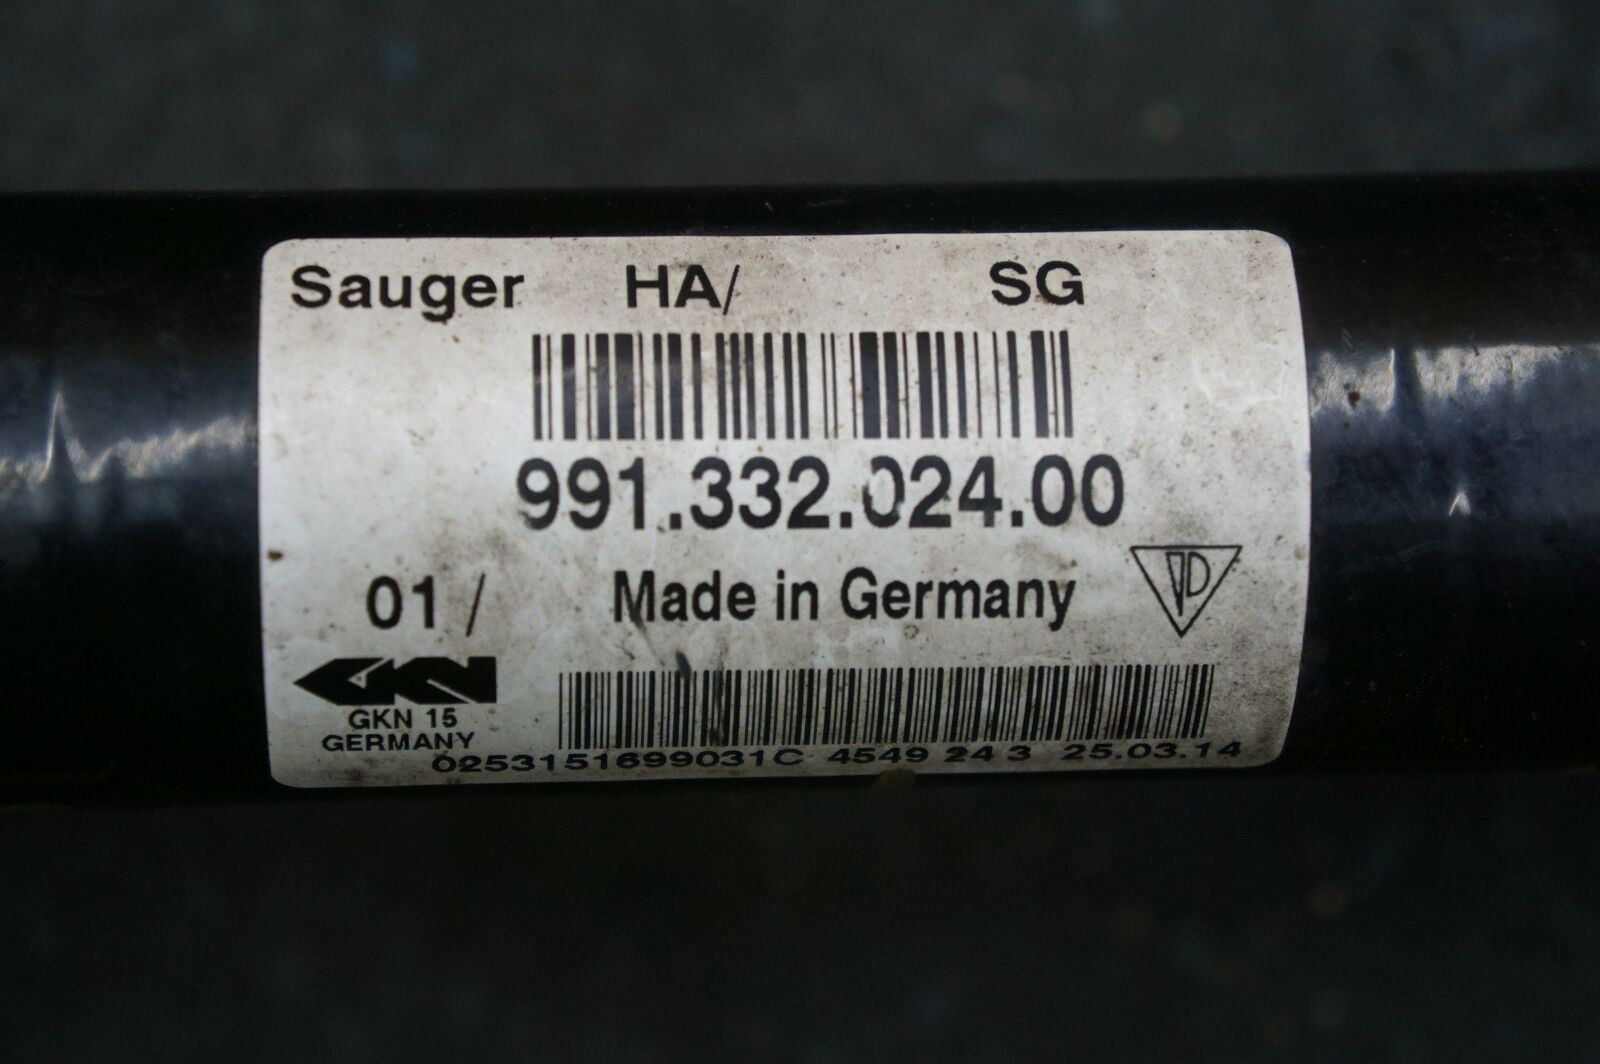 Sauger HA/ SG
991.332.024.00
01 / Made in Germany
GKN
GKN 15
GERMANY
0253151699031C 4549 24 3 25.03.14